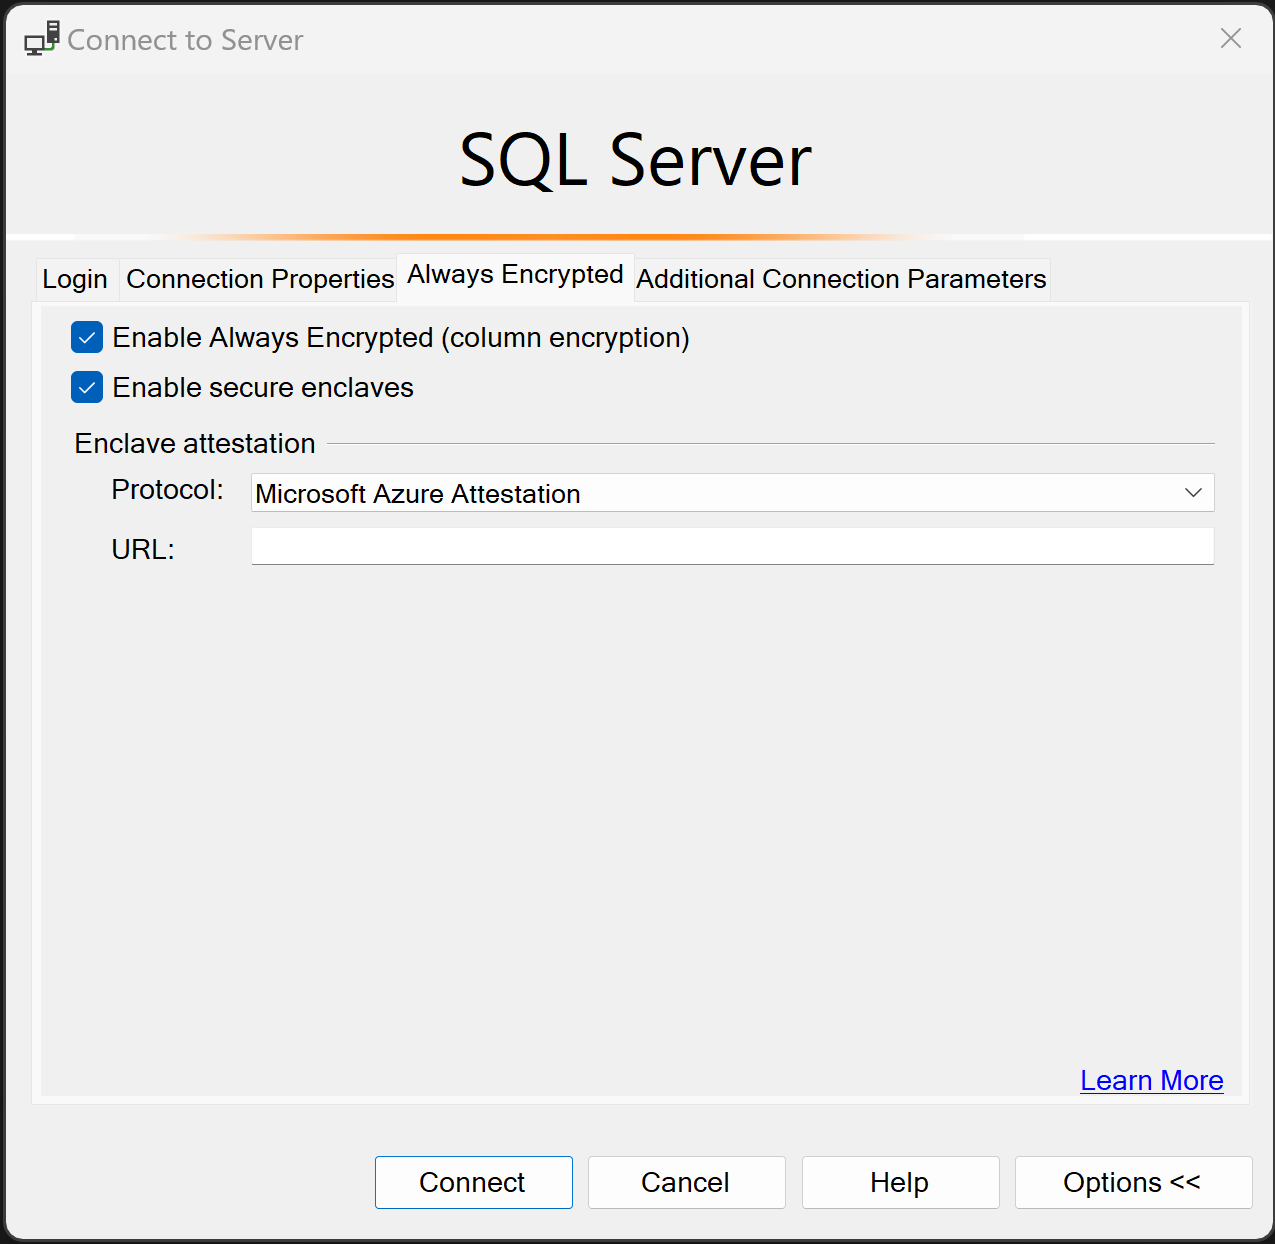 Connect to Server
SQL Server
Login Connection Properties Always Encrypted Additional Connection Parameters
Enable Always Encrypted (column encryption)
Enable secure enclaves
Enclave attestation
Protocol: Microsoft Azure Attestation
URL:
Learn More
Connect Cancel Help Options <<